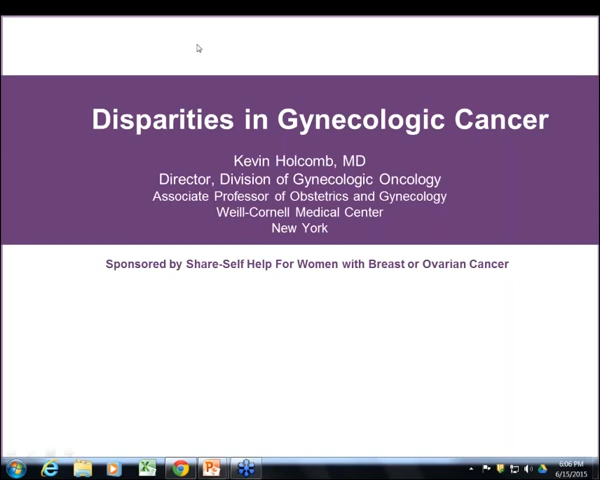 Disparities in Gynecologic Cancer
Kevin Holcomb, MD
Director, Division of Gynecologic Oncology
Associate Professor of Obstetrics and Gynecology
Weill-Cornell Medical Center
New York
Sponsored by Share-Self Help For Women with Breast or Ovarian Cancer
6:06 PM
6/15/2015